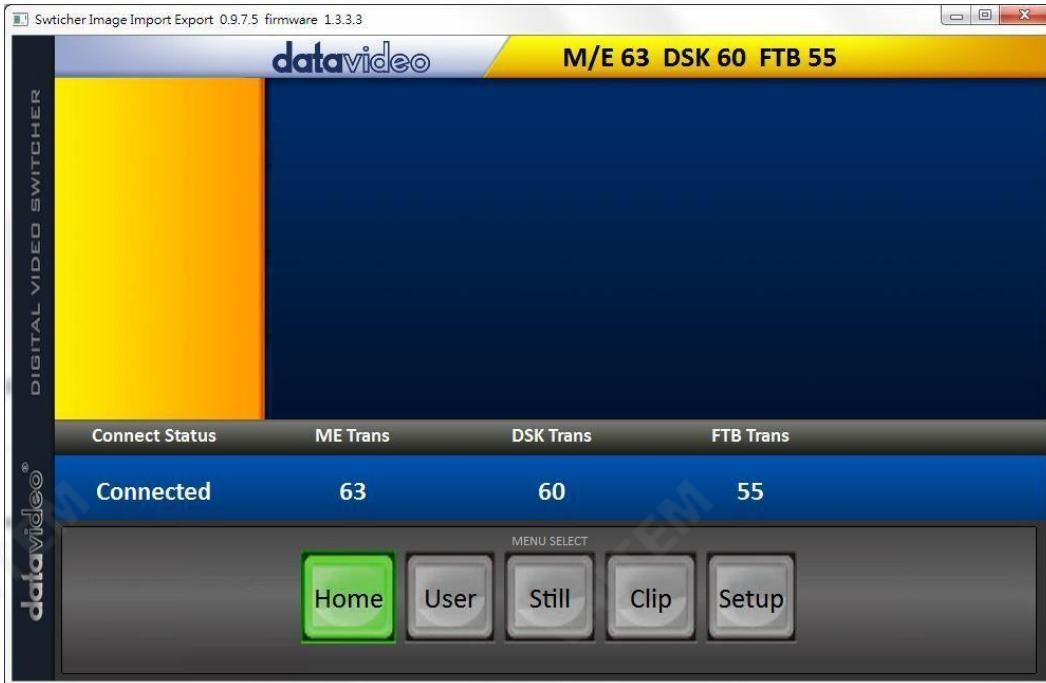 Swticher Image Import Export 0.9.7.5 firmware 1.3.3.3
datavideo
M/E 63 DSK 60 FTB 55
DIGITAL VIDEO SWITCHER
datavideo®
Connect Status ME Trans DSK Trans FTB Trans
Connected 63 60 55
MENU SELECT
Home User Still Clip Setup